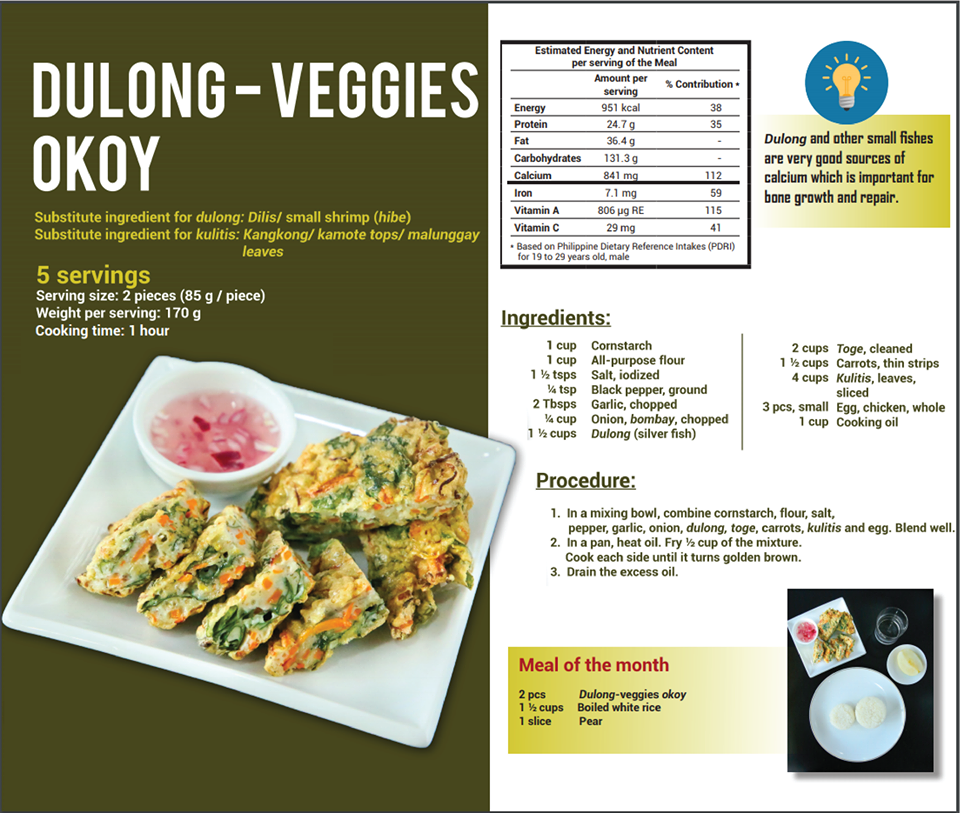 DULONG – VEGGIES
OKOY
Substitute ingredient for dulong: Dilis/ small shrimp (hibe)
Substitute ingredient for kulitis: Kangkong/ kamote tops/ malunggay
leaves
5 servings
Serving size: 2 pieces (85 g / piece)
Weight per serving: 170 g
Cooking time: 1 hour
Estimated Energy and Nutrient Content
per serving of the Meal
Amount per
serving
% Contribution *
Energy 951 kcal 38
Protein 24.7 g 35
Fat 36.4 g -
Carbohydrates 131.3 g -
Calcium 841 mg 112
Iron 7.1 mg 59
Vitamin A 806 µg RE 115
Vitamin C 29 mg 41
* Based on Philippine Dietary Reference Intakes (PDRI)
for 19 to 29 years old, male
Dulong and other small fishes
are very good sources of
calcium which is important for
bone growth and repair.
Ingredients:
1 cup Cornstarch
1 cup All-purpose flour
1 ½ tsps Salt, iodized
¼ tsp Black pepper, ground
2 Tbsps Garlic, chopped
¼ cup Onion, bombay, chopped
1 ½ cups Dulong (silver fish)
2 cups Toge, cleaned
1 ½ cups Carrots, thin strips
4 cups Kulitis, leaves,
sliced
3 pcs, small Egg, chicken, whole
1 cup Cooking oil
Procedure:
1. In a mixing bowl, combine cornstarch, flour, salt,
pepper, garlic, onion, dulong, toge, carrots, kulitis and egg. Blend well.
2. In a pan, heat oil. Fry ½ cup of the mixture.
Cook each side until it turns golden brown.
3. Drain the excess oil.
Meal of the month
2 pcs Dulong-veggies okoy
1 ½ cups Boiled white rice
1 slice Pear